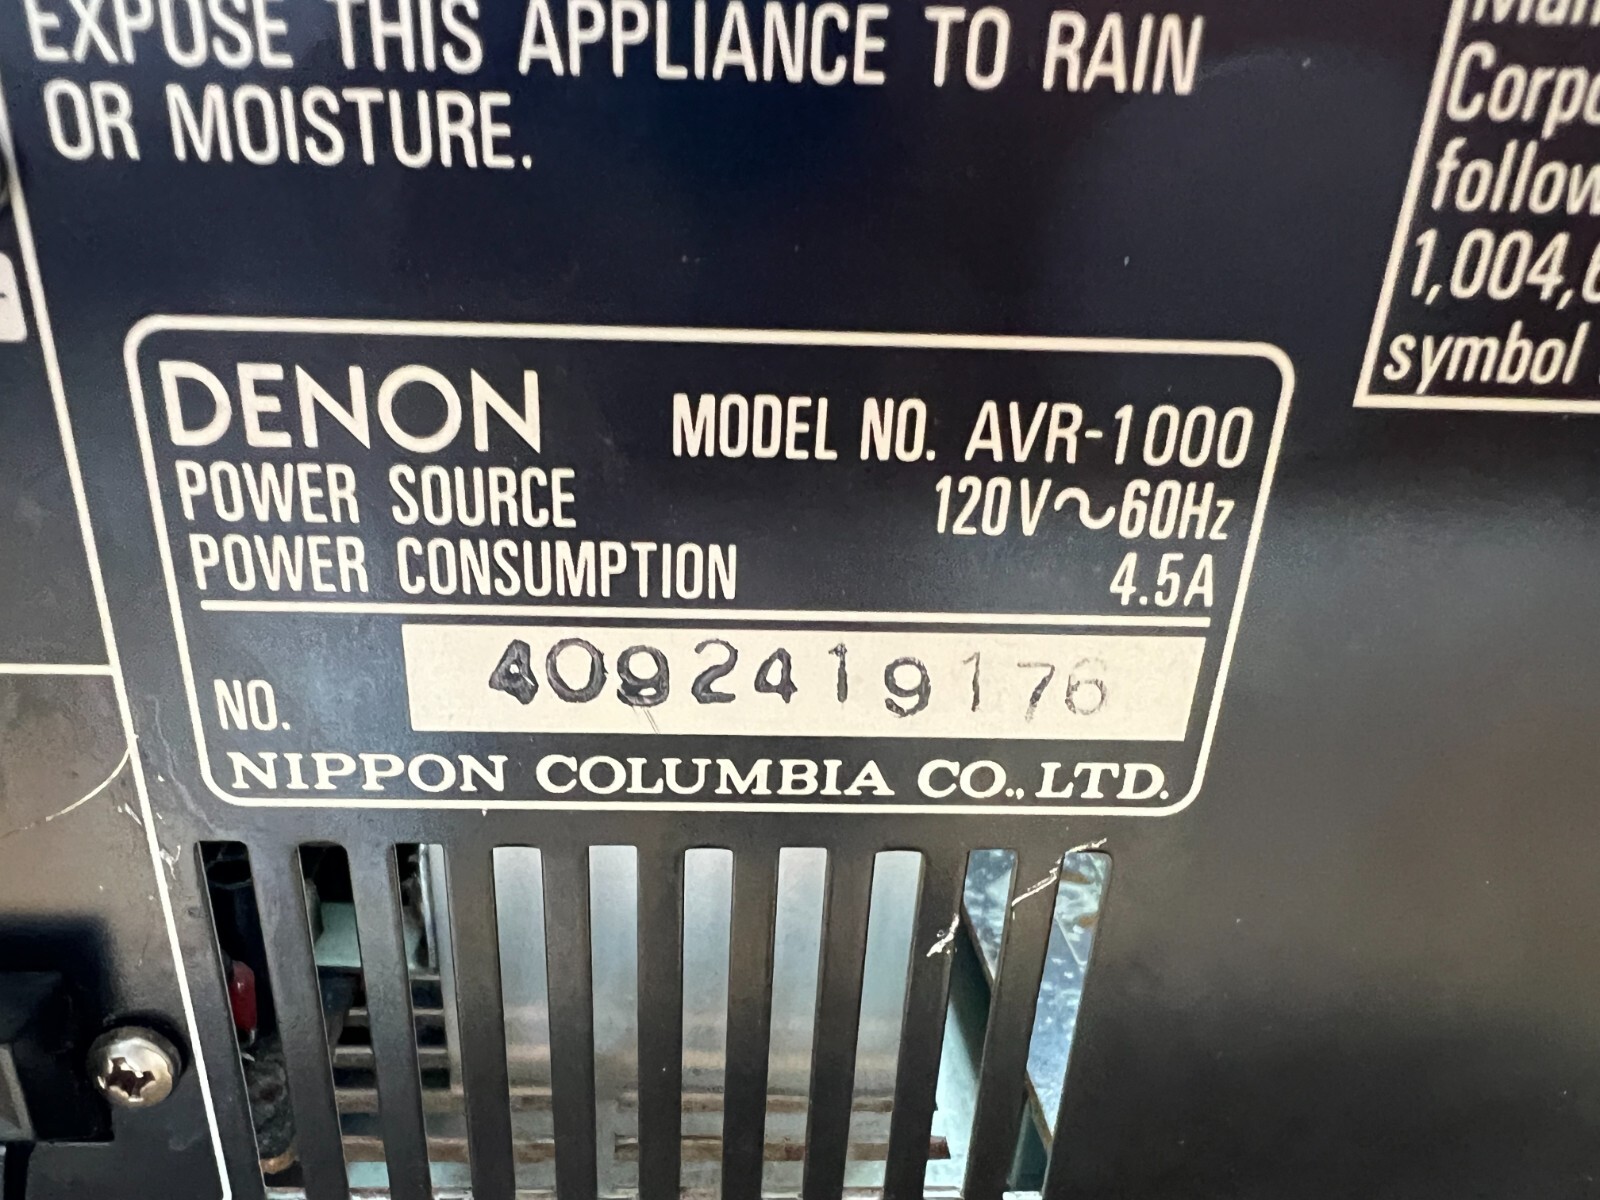 EXPOSE THIS APPLIANCE TO RAIN
OR MOISTURE.
follow
1,004,6
symbol
DENON MODEL NO. AVR-1000
POWER SOURCE 120V~60Hz
POWER CONSUMPTION 4.5A
NO. 4092419176
NIPPON COLUMBIA CO., LTD.